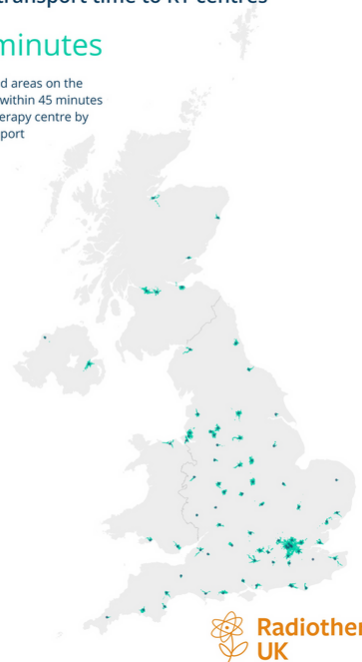 transport time to RT centres
minutes
d areas on the
within 45 minutes
erapy centre by
port
Radiother
UK